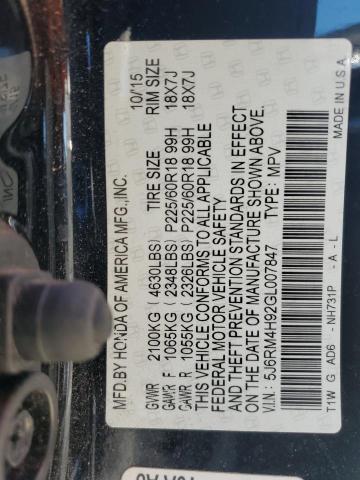 MFD.BY HONDA OF AMERICA MFG.,INC. 10/15
TIRE SIZE RIM SIZE
GVWR 2100KG ( 4630LBS)
GAWR F 1065KG ( 2348LBS) P225/60R18 99H 18X7J
GAWR R 1055KG ( 2326LBS) P225/60R18 99H 18X7J
THIS VEHICLE CONFORMS TO ALL APPLICABLE
FEDERAL MOTOR VEHICLE SAFETY
AND THEFT PREVENTION STANDARDS IN EFFECT
ON THE DATE OF MANUFACTURE SHOWN ABOVE.
V.I.N.: 5J6RM4H92GL007847 TYPE: MPV
T1W G AD6 -NH731P -A-L
MADE IN U S A